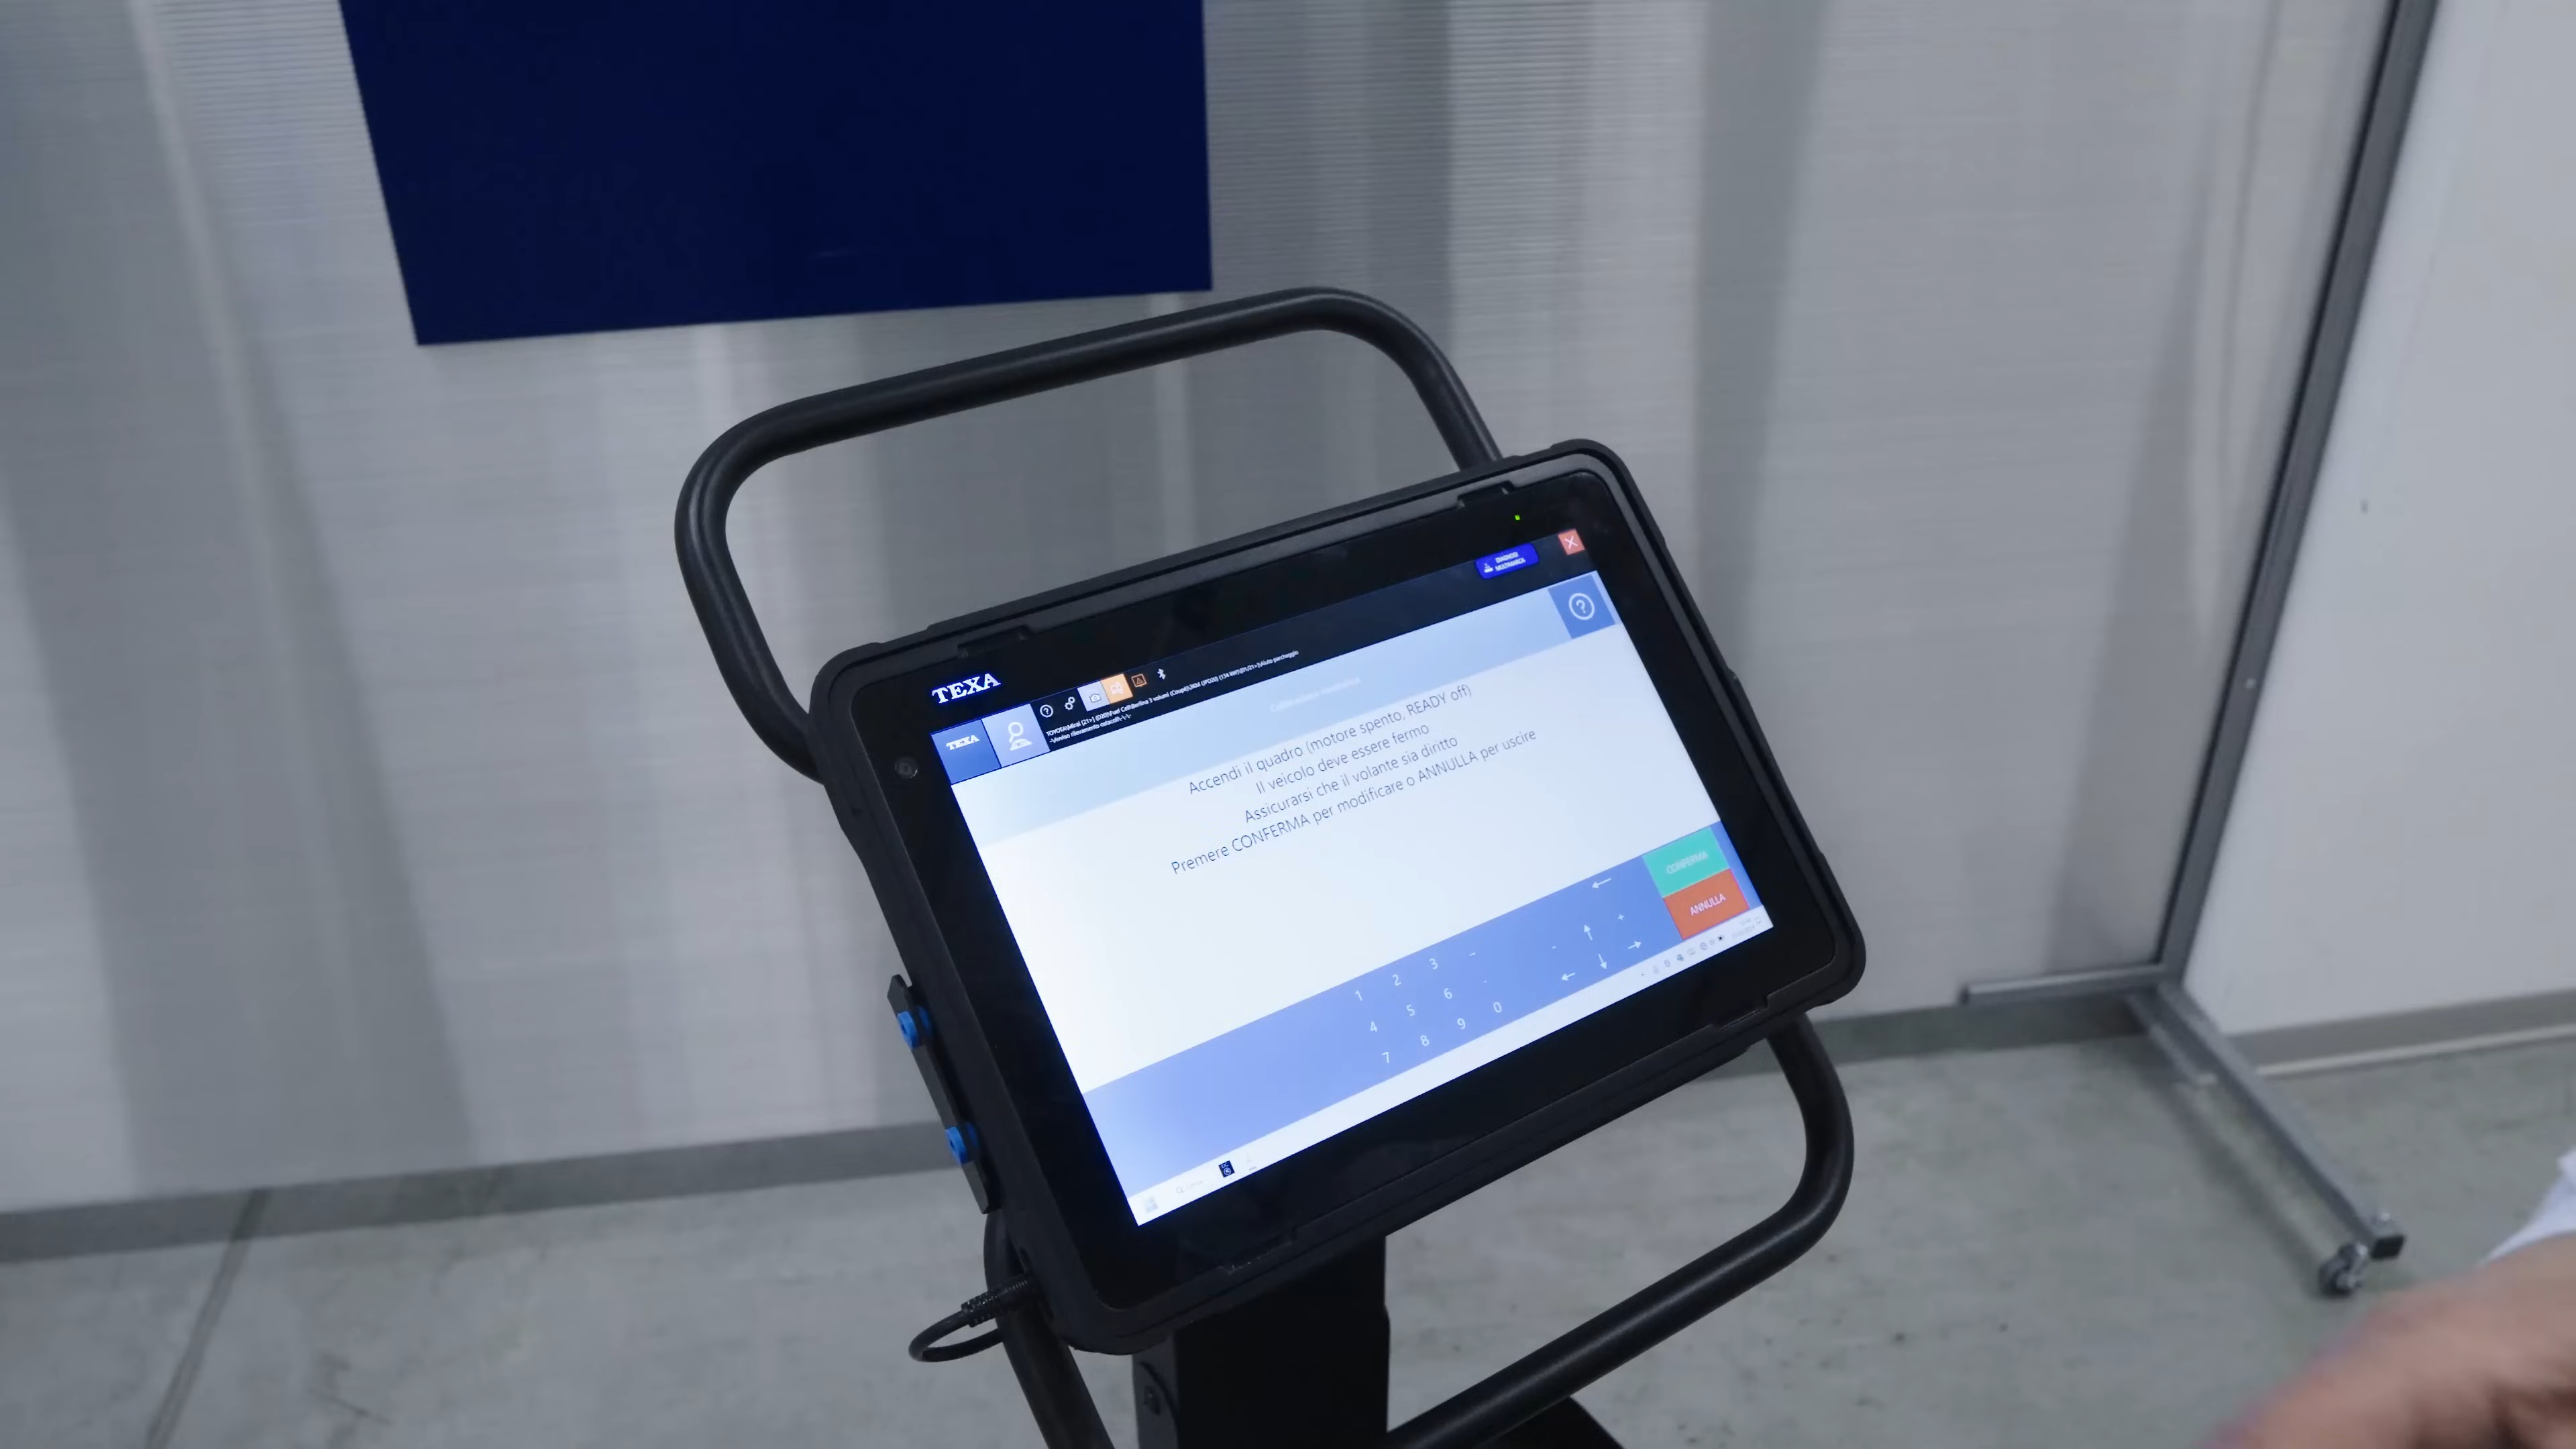 TEXA
DIAGNOSI
MULTIMARCA
TEXA
Accendi il quadro (motore spento, READY off)
Il veicolo deve essere fermo
Assicurarsi che il volante sia diritto
Premere CONFERMA per modificare o ANNULLA per uscire
CONFERMA
ANNULLA
1 2 3 -
4 5 6 .
7 8 9 0
- +